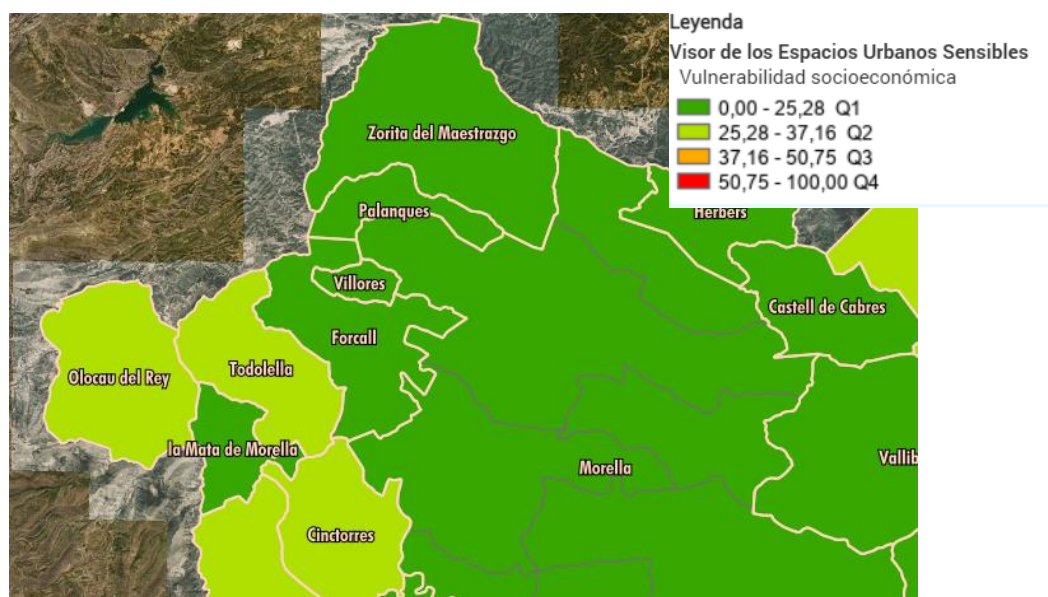 Leyenda
Visor de los Espacios Urbanos Sensibles
Vulnerabilidad socioeconómica
0,00 - 25,28 Q1
25,28 - 37,16 Q2
37,16 - 50,75 Q3
50,75 - 100,00 Q4
Zorita del Maestrazgo
Palanques
Herbers
Villores
Castell de Cabres
Forcall
Todolella
Olocau del Rey
la Mata de Morella
Morella
Vallib
Cinctorres